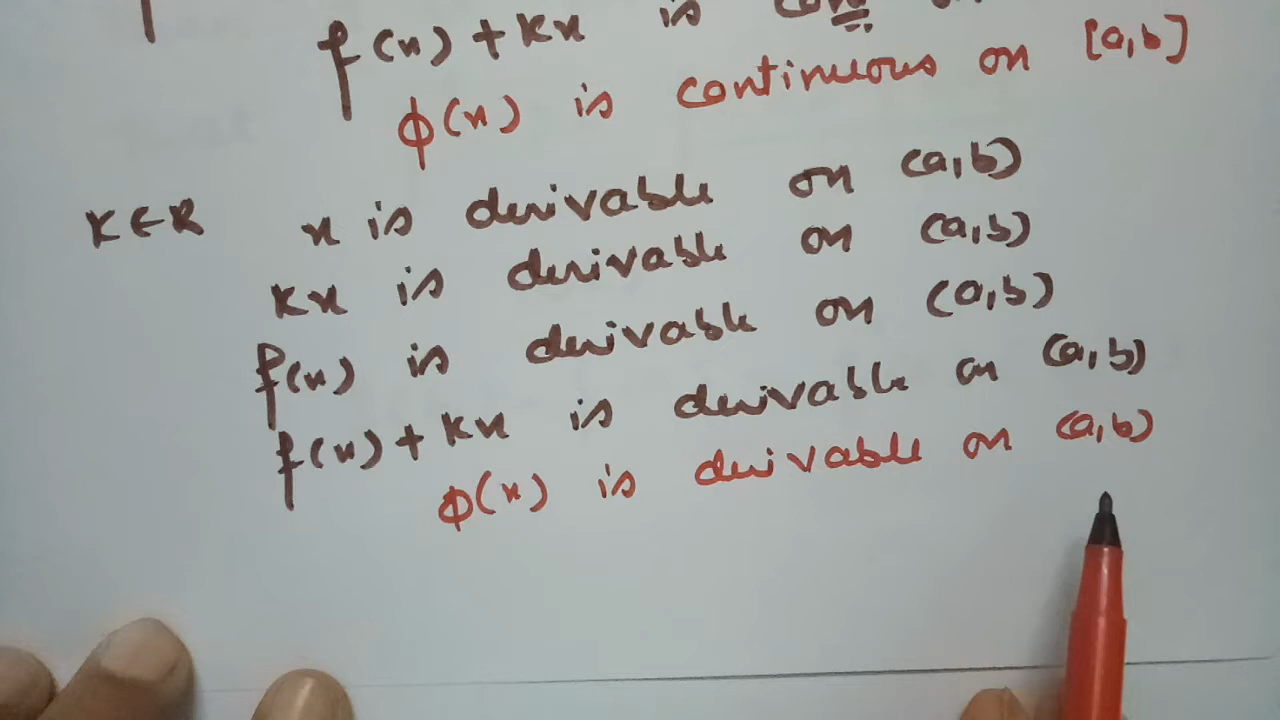 f(x) + kx is
ϕ(x) is continuous on [a,b]
K∈R x is derivable on (a,b)
kx is derivable on (a,b)
f(x) is derivable on (a,b)
f(x) + kx is derivable on (a,b)
ϕ(x) is derivable on (a,b)